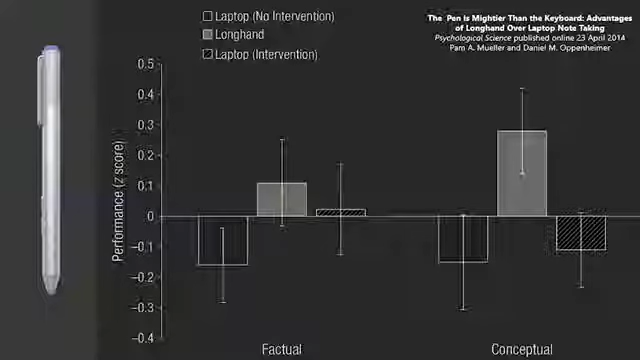 Laptop (No Intervention)
Longhand
Laptop (Intervention)
The Pen Is Mightier Than the Keyboard: Advantages
of Longhand Over Laptop Note Taking
Psychological Science published online 23 April 2014
Pam A. Mueller and Daniel M. Oppenheimer
Performance (z score)
0.5
0.4
0.3
0.2
0.1
0
–0.1
–0.2
–0.3
–0.4
Factual
Conceptual